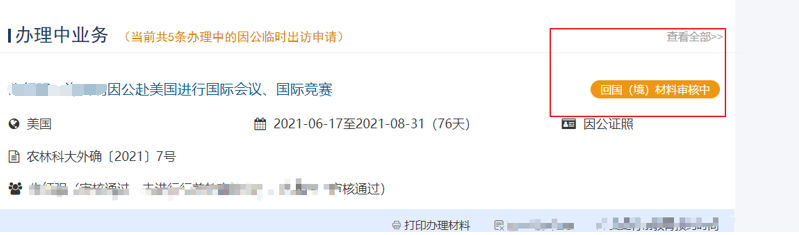 办理中业务 （当前共5条办理中的因公临时出访申请） 查看全部>>
因公赴美国进行国际会议、国际竞赛 回国（境）材料审核中
美国 2021-06-17至2021-08-31（76天） 因公证照
农林科大外确〔2021〕7号
打印办理材料